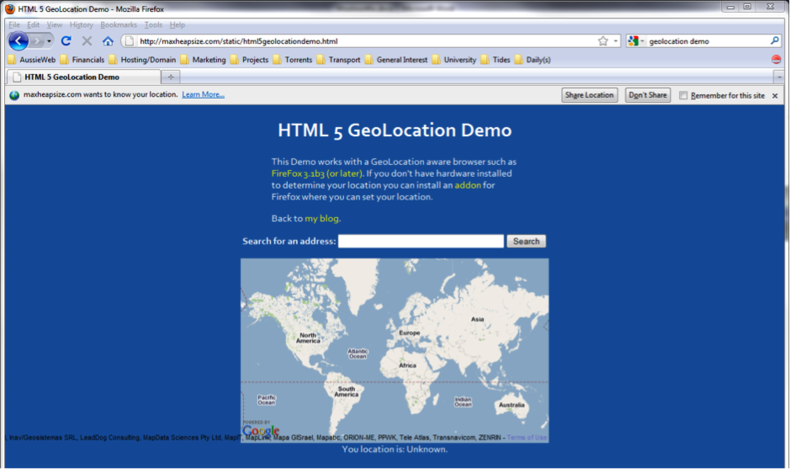 HTML 5 GeoLocation Demo - Mozilla Firefox
File Edit View History Bookmarks Tools Help
http://maxheapsize.com/static/html5geolocationdemo.html
geolocation demo
AussieWeb Financials Hosting/Domain Marketing Projects Torrents Transport General Interest University Tides Daily(s)
HTML 5 GeoLocation Demo
maxheapsize.com wants to know your location. Learn More... Share Location Don't Share Remember for this site
HTML 5 GeoLocation Demo
This Demo works with a GeoLocation aware browser such as
FireFox 3.1b3 (or later). If you don't have hardware installed
to determine your location you can install an addon for
Firefox where you can set your location.
Back to my blog.
Search for an address: Search
North
America
Atlantic
Ocean
Europe
Asia
Africa
South
America
Pacific
Ocean
Indian
Ocean
Australia
POWERED BY
Google
, Inav/Geosistemas SRL, LeadDog Consulting, MapData Sciences Pty Ltd, MapIT, MapLink, Mapa GISrael, Mapabc, ORION-ME, PPWK, Tele Atlas, Transnavicom, ZENRIN - Terms of Use
You location is: Unknown.